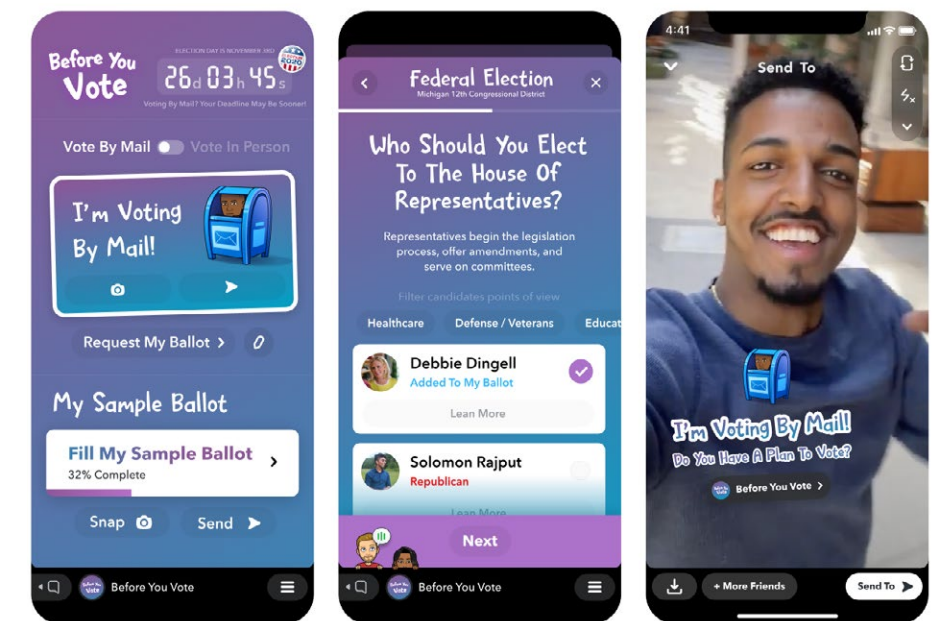 Before You
Vote
ELECTION DAY IS NOVEMBER 3RD
26d 03h 45s
Voting By Mail? Your Deadline May Be Sooner!
Vote By Mail Vote In Person
I'm Voting
By Mail!
Request My Ballot >
My Sample Ballot
Fill My Sample Ballot >
32% Complete
Snap
Send
Before You Vote
Federal Election
Michigan 12th Congressional District
Who Should You Elect
To The House Of
Representatives?
Representatives begin the legislation
process, offer amendments, and
serve on committees.
Filter candidates points of view
Healthcare Defense / Veterans Educat
Debbie Dingell
Added To My Ballot
Lean More
Solomon Rajput
Republican
Lean More
Next
Before You Vote
4:41
Send To
I'm Voting By Mail!
Do You Have A Plan To Vote?
Before You Vote >
+ More Friends
Send To